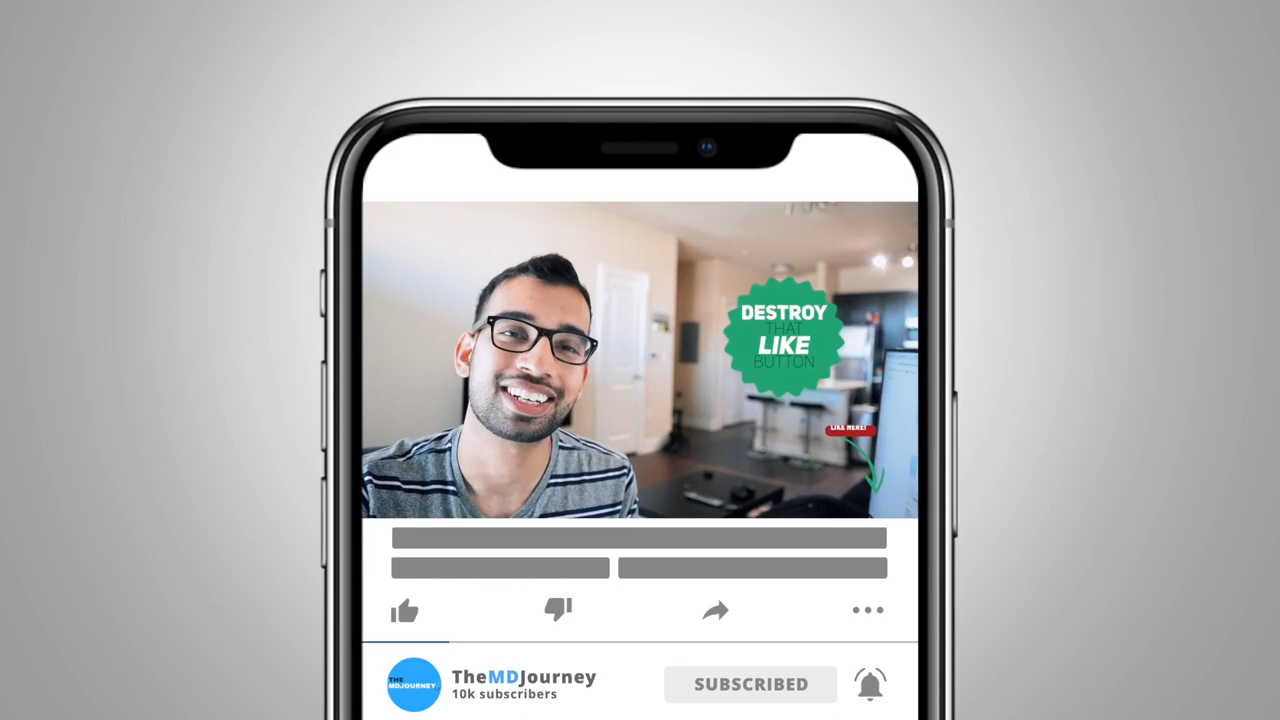 DESTROY
THAT
LIKE
BUTTON
LIKE HERE!
TheMDJourney
10k subscribers
SUBSCRIBED
THE
MDJOURNEY